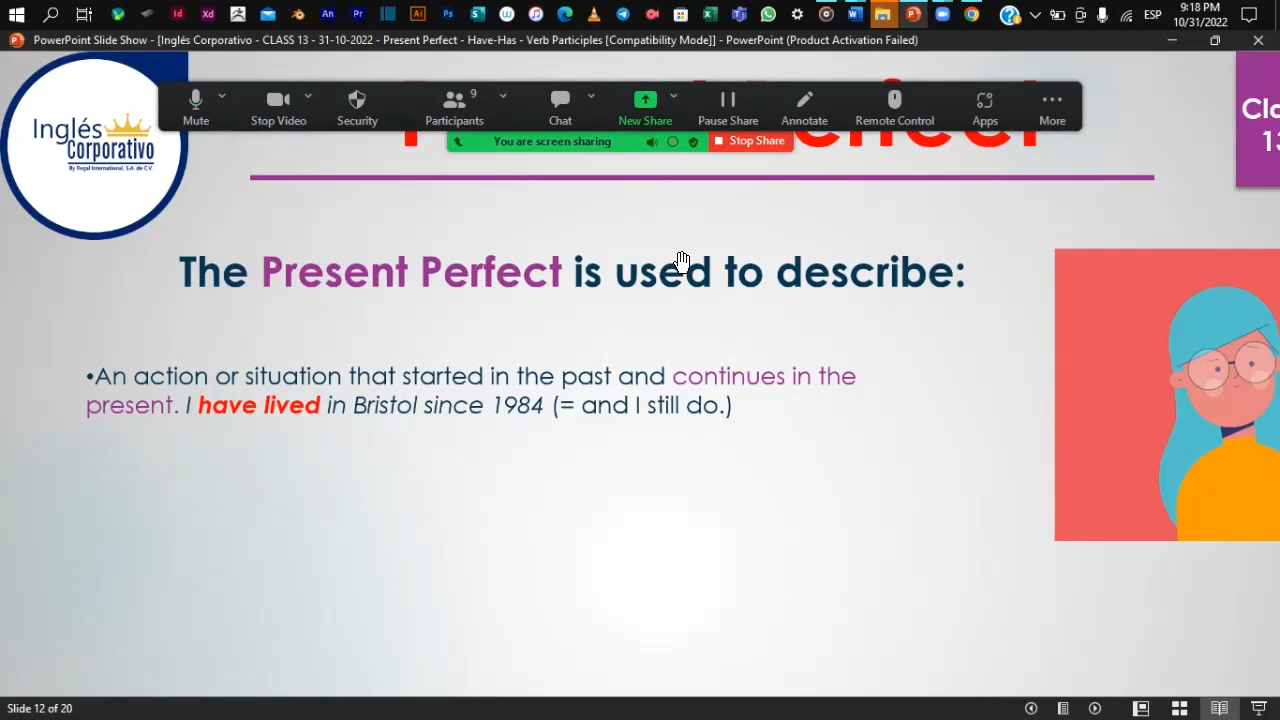 9:18 PM
ESP
10/31/2022
PowerPoint Slide Show - [Inglés Corporativo - CLASS 13 - 31-10-2022 - Present Perfect - Have-Has - Verb Participles [Compatibility Mode]] - PowerPoint (Product Activation Failed)
Inglés
Corporativo
By Regal International, S.A. de C.V.
9
Mute Stop Video Security Participants Chat New Share Pause Share Annotate Remote Control Apps More
You are screen sharing Stop Share
The Present Perfect is used to describe:
•An action or situation that started in the past and continues in the
present. I have lived in Bristol since 1984 (= and I still do.)
Slide 12 of 20